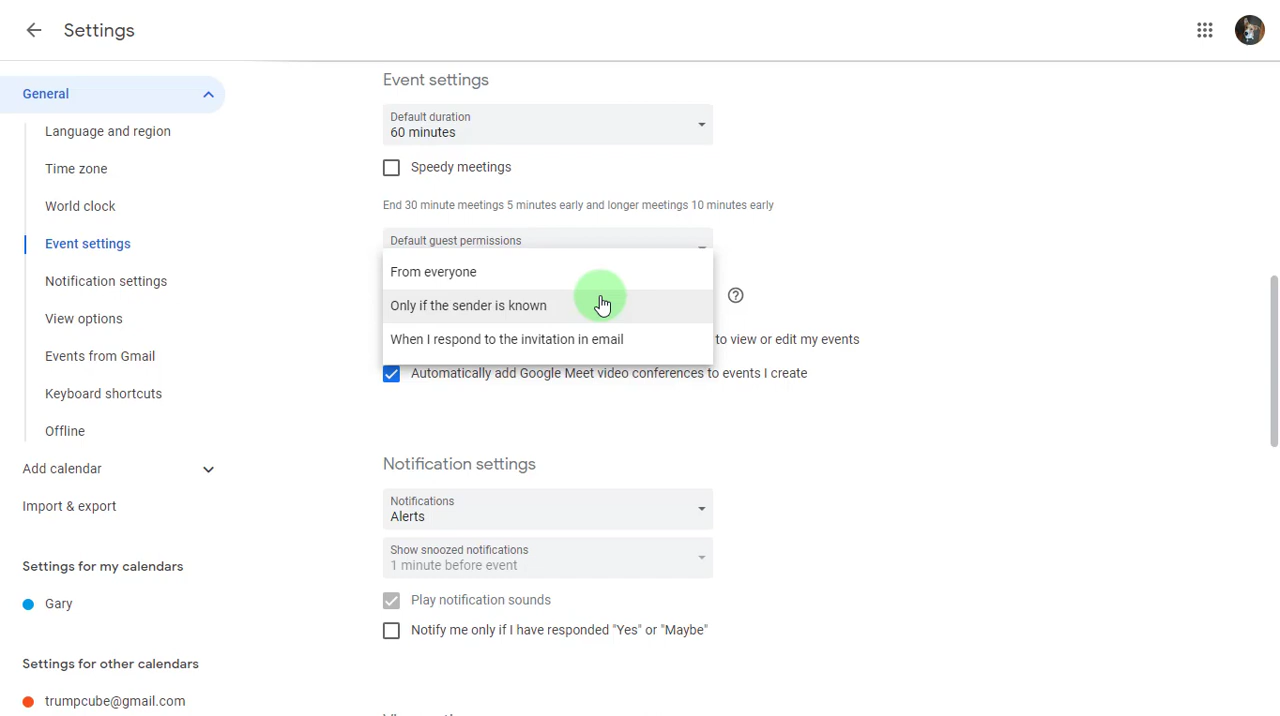 Settings
General
Language and region
Time zone
World clock
Event settings
Notification settings
View options
Events from Gmail
Keyboard shortcuts
Offline
Add calendar
Import & export
Settings for my calendars
Gary
Settings for other calendars
trumpcube@gmail.com
Event settings
Default duration
60 minutes
Speedy meetings
End 30 minute meetings 5 minutes early and longer meetings 10 minutes early
Default guest permissions
From everyone
Only if the sender is known
When I respond to the invitation in email
to view or edit my events
Automatically add Google Meet video conferences to events I create
Notification settings
Notifications
Alerts
Show snoozed notifications
1 minute before event
Play notification sounds
Notify me only if I have responded "Yes" or "Maybe"